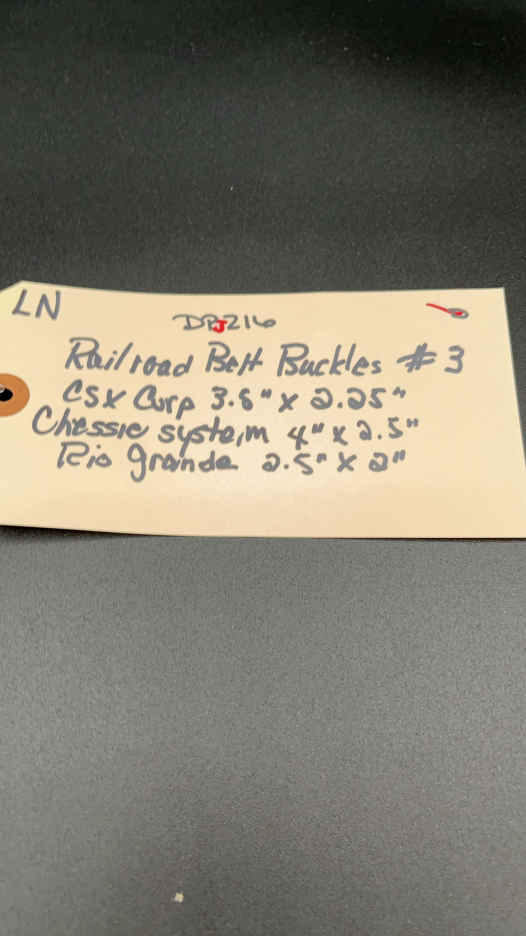 LN
DPJ216
Railroad Belt Buckles #3
CSX Corp 3.5" x 2.25"
Chessie system 4" x 2.5"
Rio grande 2.5" x 2"